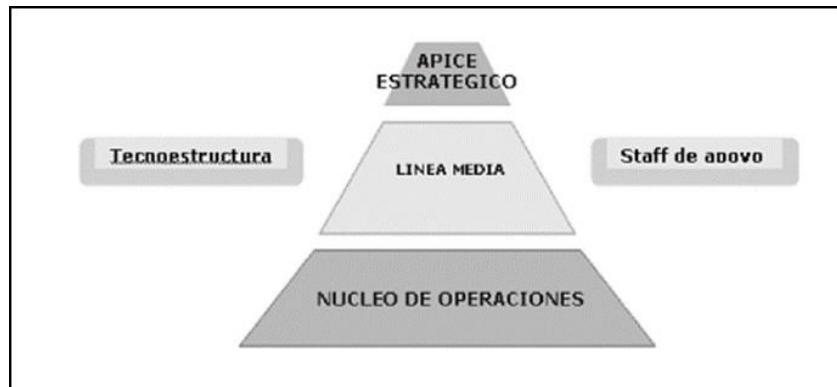 APICE
ESTRATEGICO
Tecnoestructura
LINEA MEDIA
Staff de apoyo
NUCLEO DE OPERACIONES